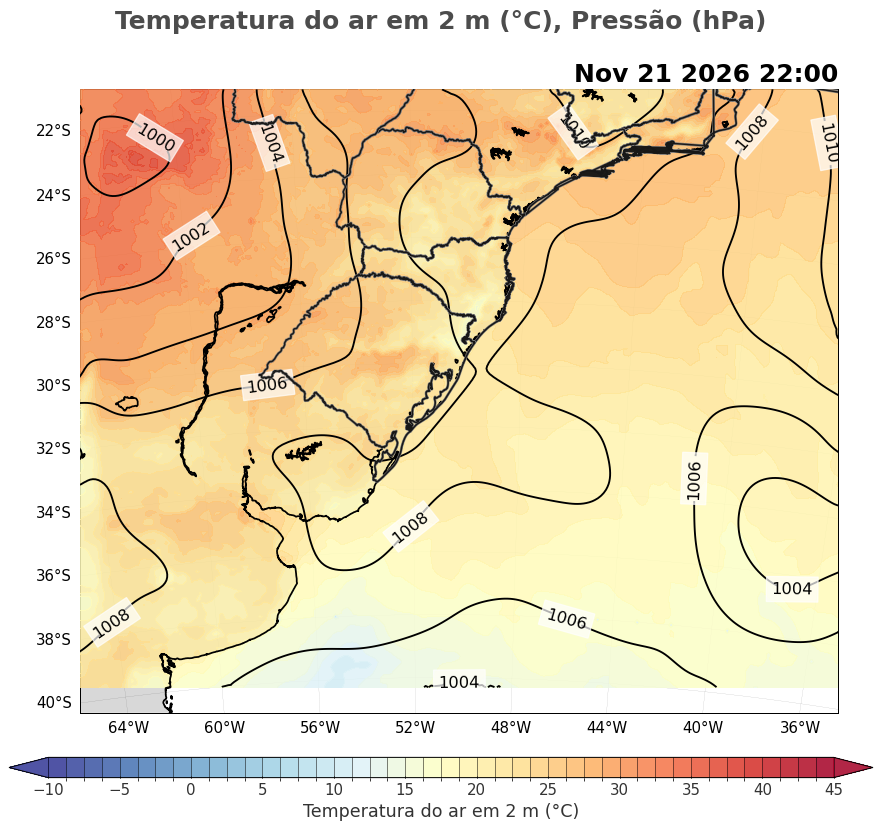 Temperatura do ar em 2 m (°C), Pressão (hPa)
Nov 21 2026 22:00
22°S
24°S
26°S
28°S
30°S
32°S
34°S
36°S
38°S
40°S
1000
1002
1004
1010
1008
1010
1006
1008
1006
1004
1008
1006
1004
64°W 60°W 56°W 52°W 48°W 44°W 40°W 36°W
−10 −5 0 5 10 15 20 25 30 35 40 45
Temperatura do ar em 2 m (°C)